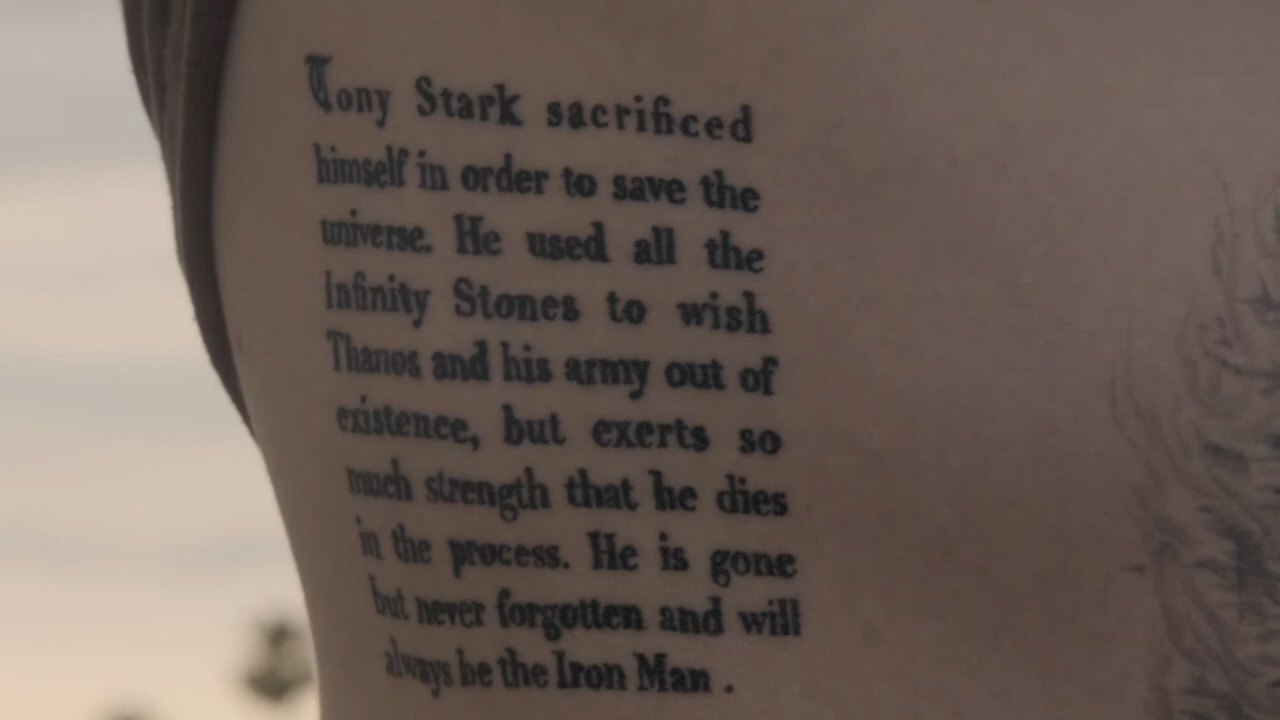 Tony Stark sacrificed
himself in order to save the
universe. He used all the
Infinity Stones to wish
Thanos and his army out of
existence, but exerts so
much strength that he dies
in the process. He is gone
but never forgotten and will
always be the Iron Man .